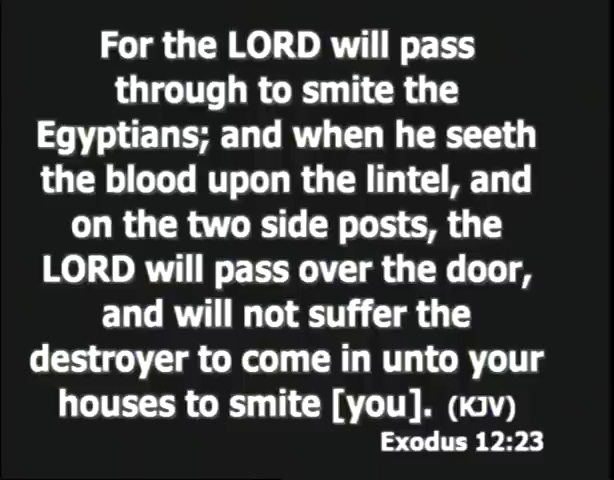 For the LORD will pass
through to smite the
Egyptians; and when he seeth
the blood upon the lintel, and
on the two side posts, the
LORD will pass over the door,
and will not suffer the
destroyer to come in unto your
houses to smite [you]. (KJV)
Exodus 12:23